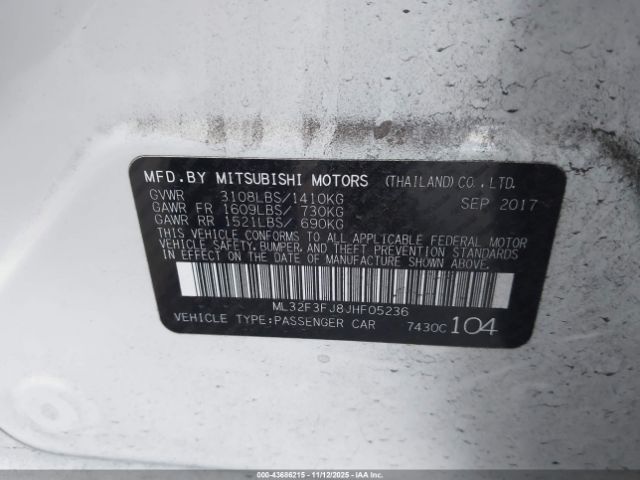 MFD.BY MITSUBISHI MOTORS (THAILAND)CO.,LTD.
GVWR 3108LBS/1410KG SEP 2017
GAWR FR 1609LBS/ 730KG
GAWR RR 1521LBS/ 690KG
THIS VEHICLE CONFORMS TO ALL APPLICABLE FEDERAL MOTOR
VEHICLE SAFETY, BUMPER, AND THEFT PREVENTION STANDARDS
IN EFFECT ON THE DATE OF MANUFACTURE SHOWN ABOVE.
ML32F3FJ8JHF05236
VEHICLE TYPE:PASSENGER CAR 7430C 104
000-43686215 - 11/12/2025 - IAAI.COM